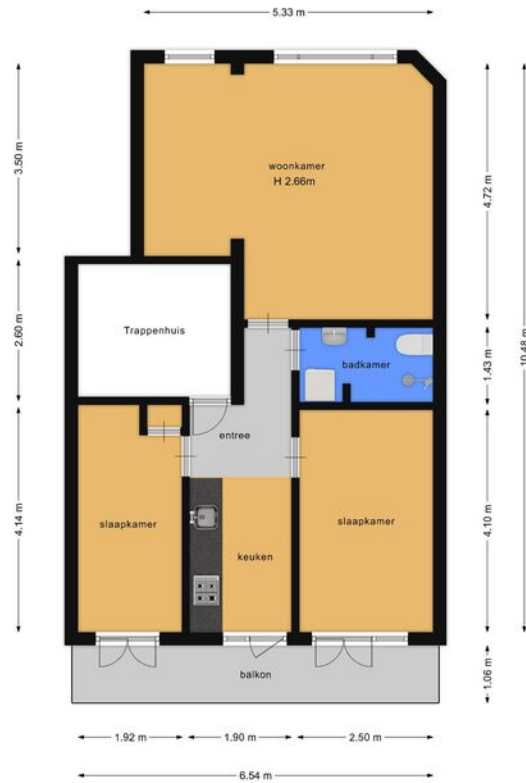 5.33 m
3.50 m
woonkamer
H 2.66m
4.72 m
2.60 m
Trappenhuis
10.48 m
badkamer
1.43 m
entree
4.14 m
slaapkamer
slaapkamer
4.10 m
keuken
balkon
1.06 m
1.92 m
1.90 m
2.50 m
6.54 m